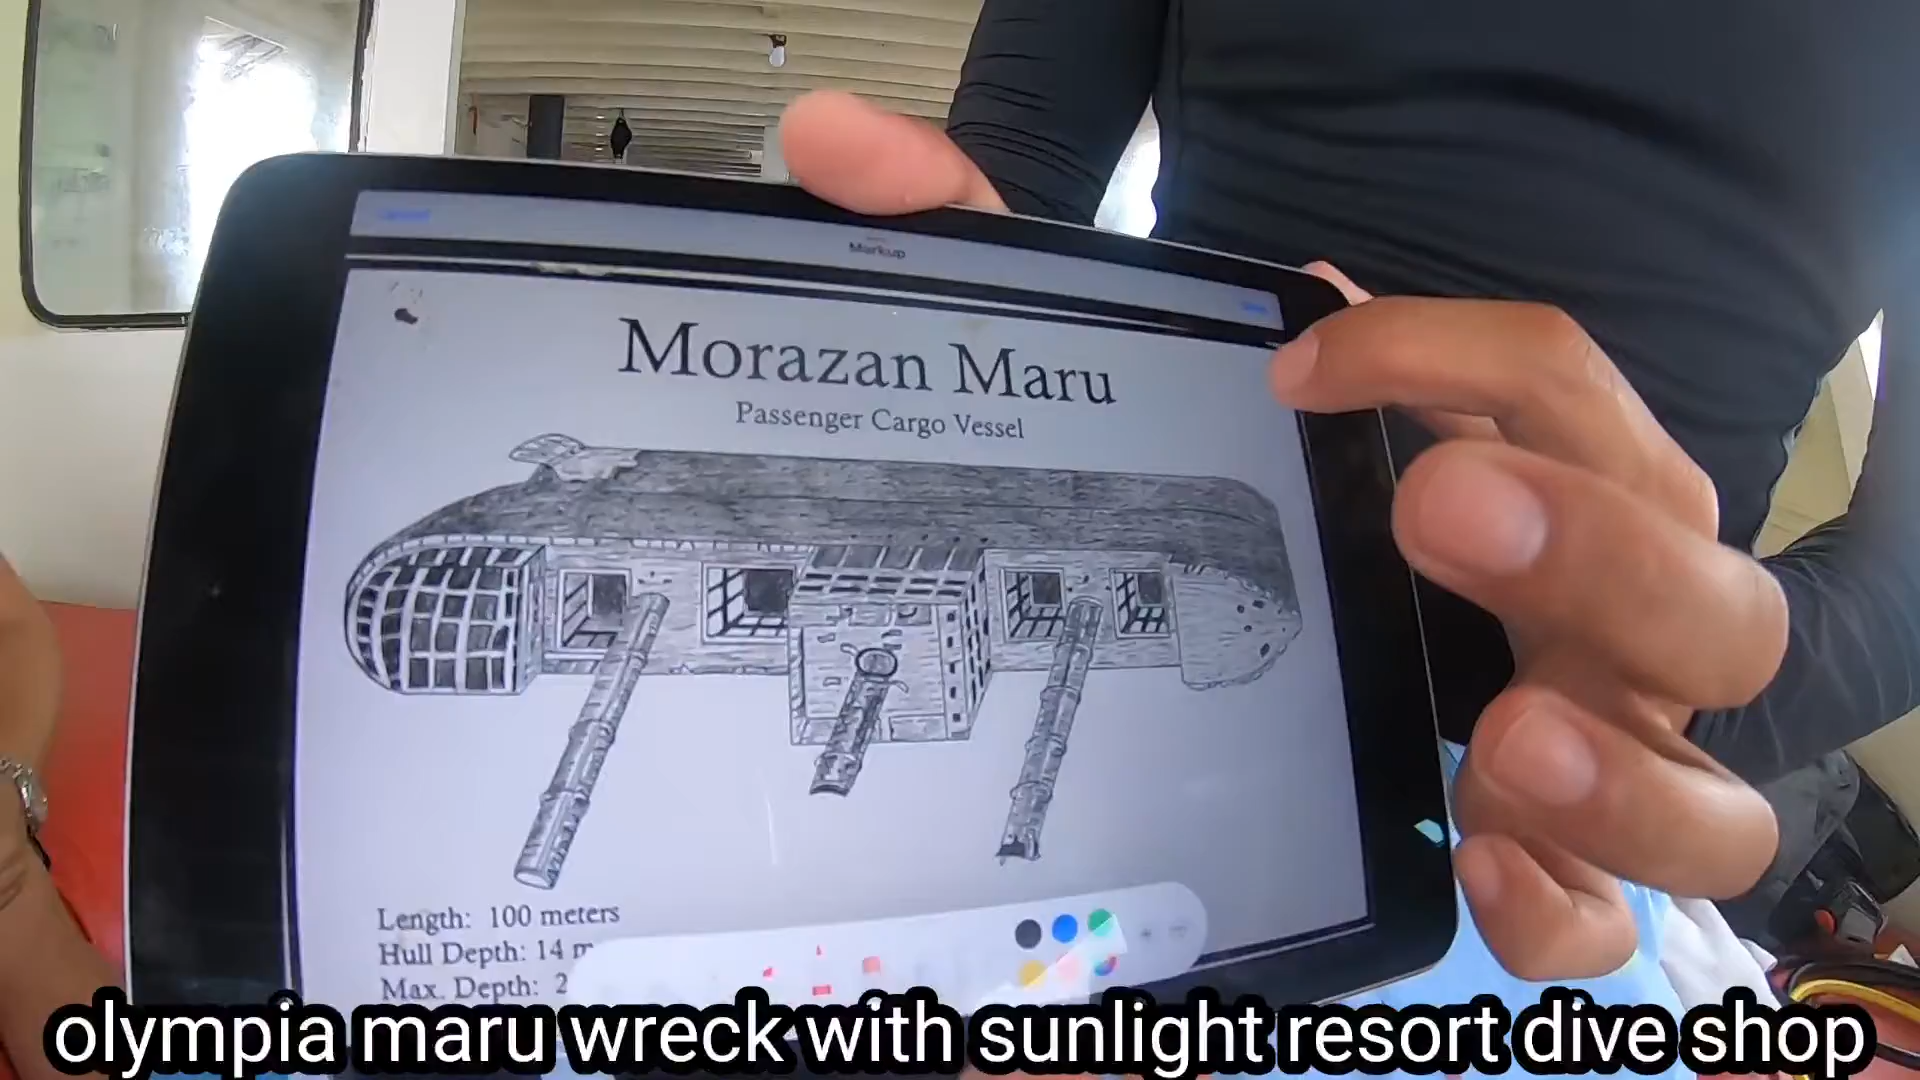 Markup
Morazan Maru
Passenger Cargo Vessel
Length: 100 meters
Hull Depth: 14 m
Max. Depth: 2
olympia maru wreck with sunlight resort dive shop